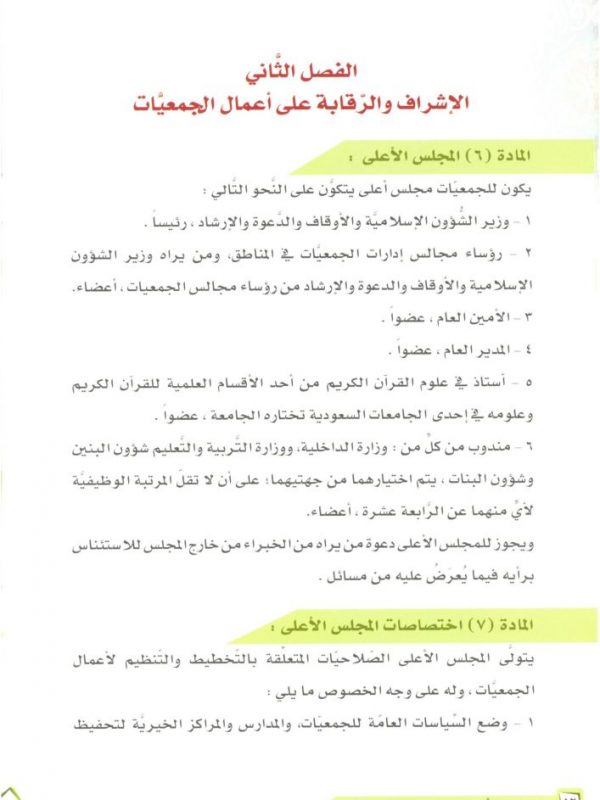 الفصل الثَّاني
الإشراف والرّقابة على أعمال الجمعيَّات
المادة (٦) المجلس الأعلى :
يكون للجمعيّات مجلس أعلى يتكوَّن على النَّحو التَّالي :
١ - وزير الشُّؤون الإسلاميَّة والأوقاف والدَّعوة والإرشاد ، رئيساً .
٢ - رؤساء مجالس إدارات الجمعيَّات في المناطق، ومن يراه وزير الشؤون
الإسلامية والأوقاف والدعوة والإرشاد من رؤساء مجالس الجمعيات ، أعضاء.
٣ - الأمين العام ، عضواً .
٤ - المدير العام ، عضواً .
٥ - أستاذ في علوم القرآن الكريم من أحد الأقسام العلمية للقرآن الكريم
وعلومه في إحدى الجامعات السعودية تختاره الجامعة ، عضواً .
٦ - مندوب من كلٍّ من : وزارة الداخلية، ووزارة التَّربية والتَّعليم شؤون البنين
وشؤون البنات ، يتم اختيارهما من جهتيهما؛ على أن لا تقلّ المرتبة الوظيفيَّة
لأيٍّ منهما عن الرَّابعة عشرة ، أعضاء.
ويجوز للمجلس الأعلى دعوة من يراه من الخبراء من خارج المجلس للاستئناس
برأيه فيما يُعرَضُ عليه من مسائل .
المادة (٧) اختصاصات المجلس الأعلى :
يتولَّى المجلس الأعلى الصّلاحيّات المتعلّقة بالتّخطيط والتّنظيم لأعمال
الجمعيَّات ، وله على وجه الخصوص ما يلي :
١ - وضع السّياسات العامّة للجمعيّات، والمدارس والمراكز الخيريَّة لتحفيظ